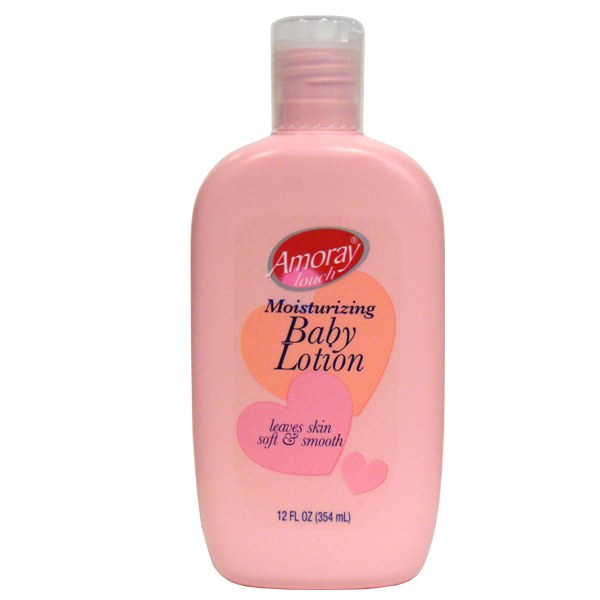 Amoray®
touch
Moisturizing
Baby
Lotion
leaves skin
soft & smooth
12 FL OZ (354 mL)